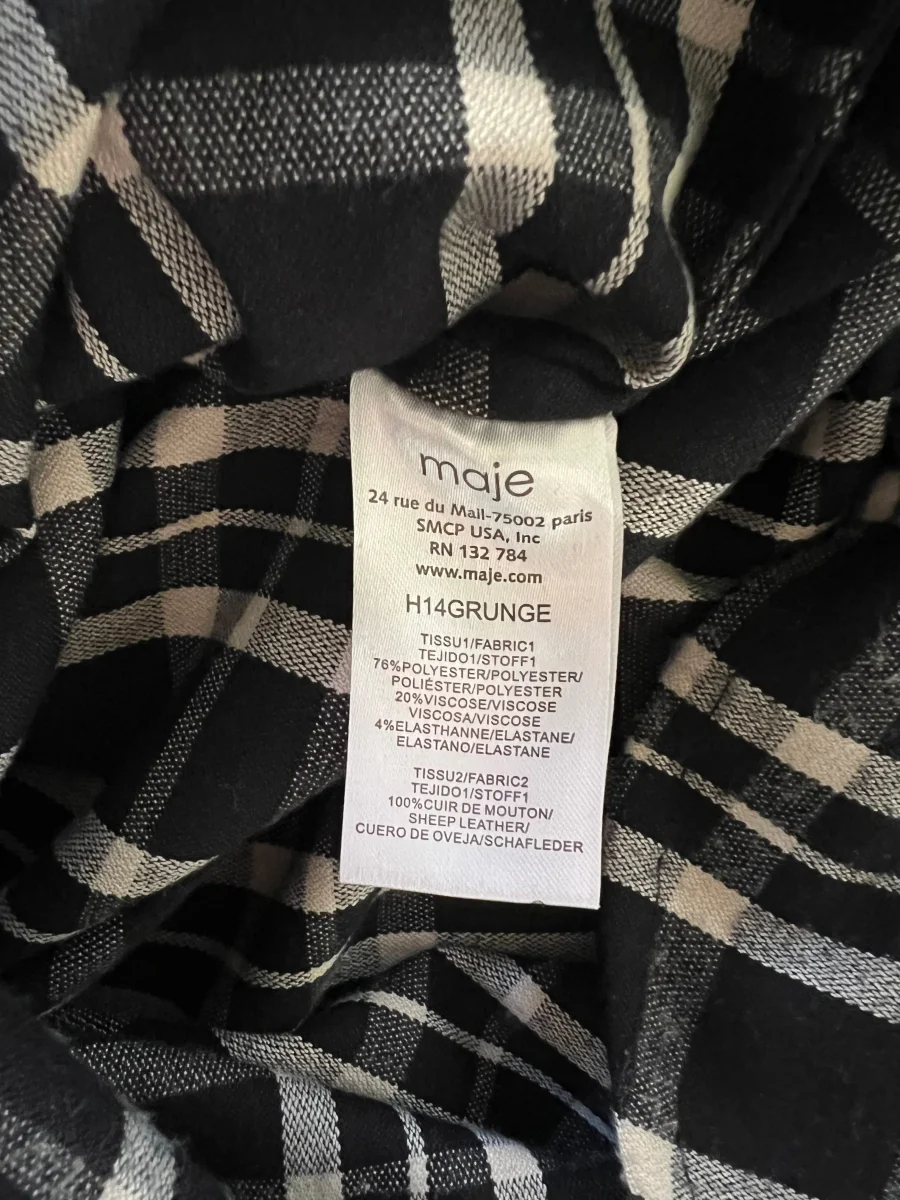 maje
24 rue du Mail-75002 paris
SMCP USA, Inc
RN 132 784
www.maje.com
H14GRUNGE
TISSU1/FABRIC1
TEJIDO1/STOFF1
76%POLYESTER/POLYESTER/
POLIÉSTER/POLYESTER
20%VISCOSE/VISCOSE
VISCOSA/VISCOSE
4%ELASTHANNE/ELASTANE/
ELASTANO/ELASTANE
TISSU2/FABRIC2
TEJIDO1/STOFF1
100%CUIR DE MOUTON/
SHEEP LEATHER/
CUERO DE OVEJA/SCHAFLEDER